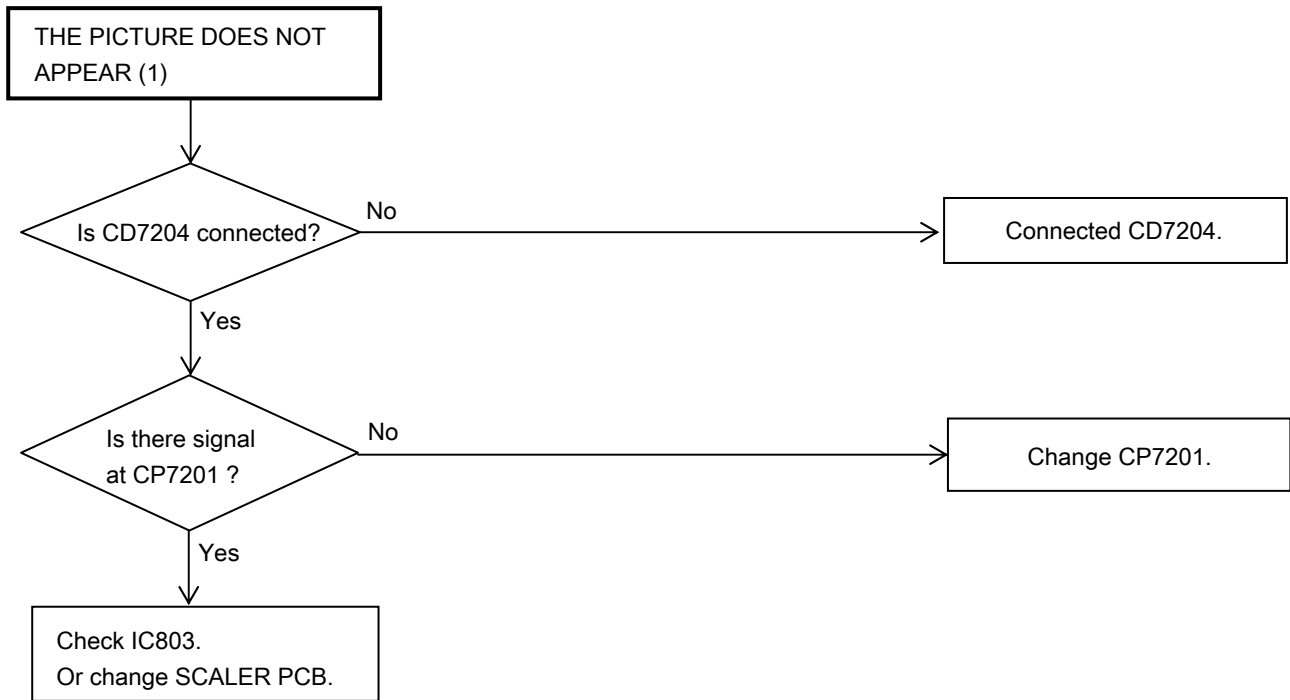 THE PICTURE DOES NOT
APPEAR (1)
Is CD7204 connected?
No
Connected CD7204.
Yes
Is there signal
at CP7201 ?
No
Change CP7201.
Yes
Check IC803.
Or change SCALER PCB.